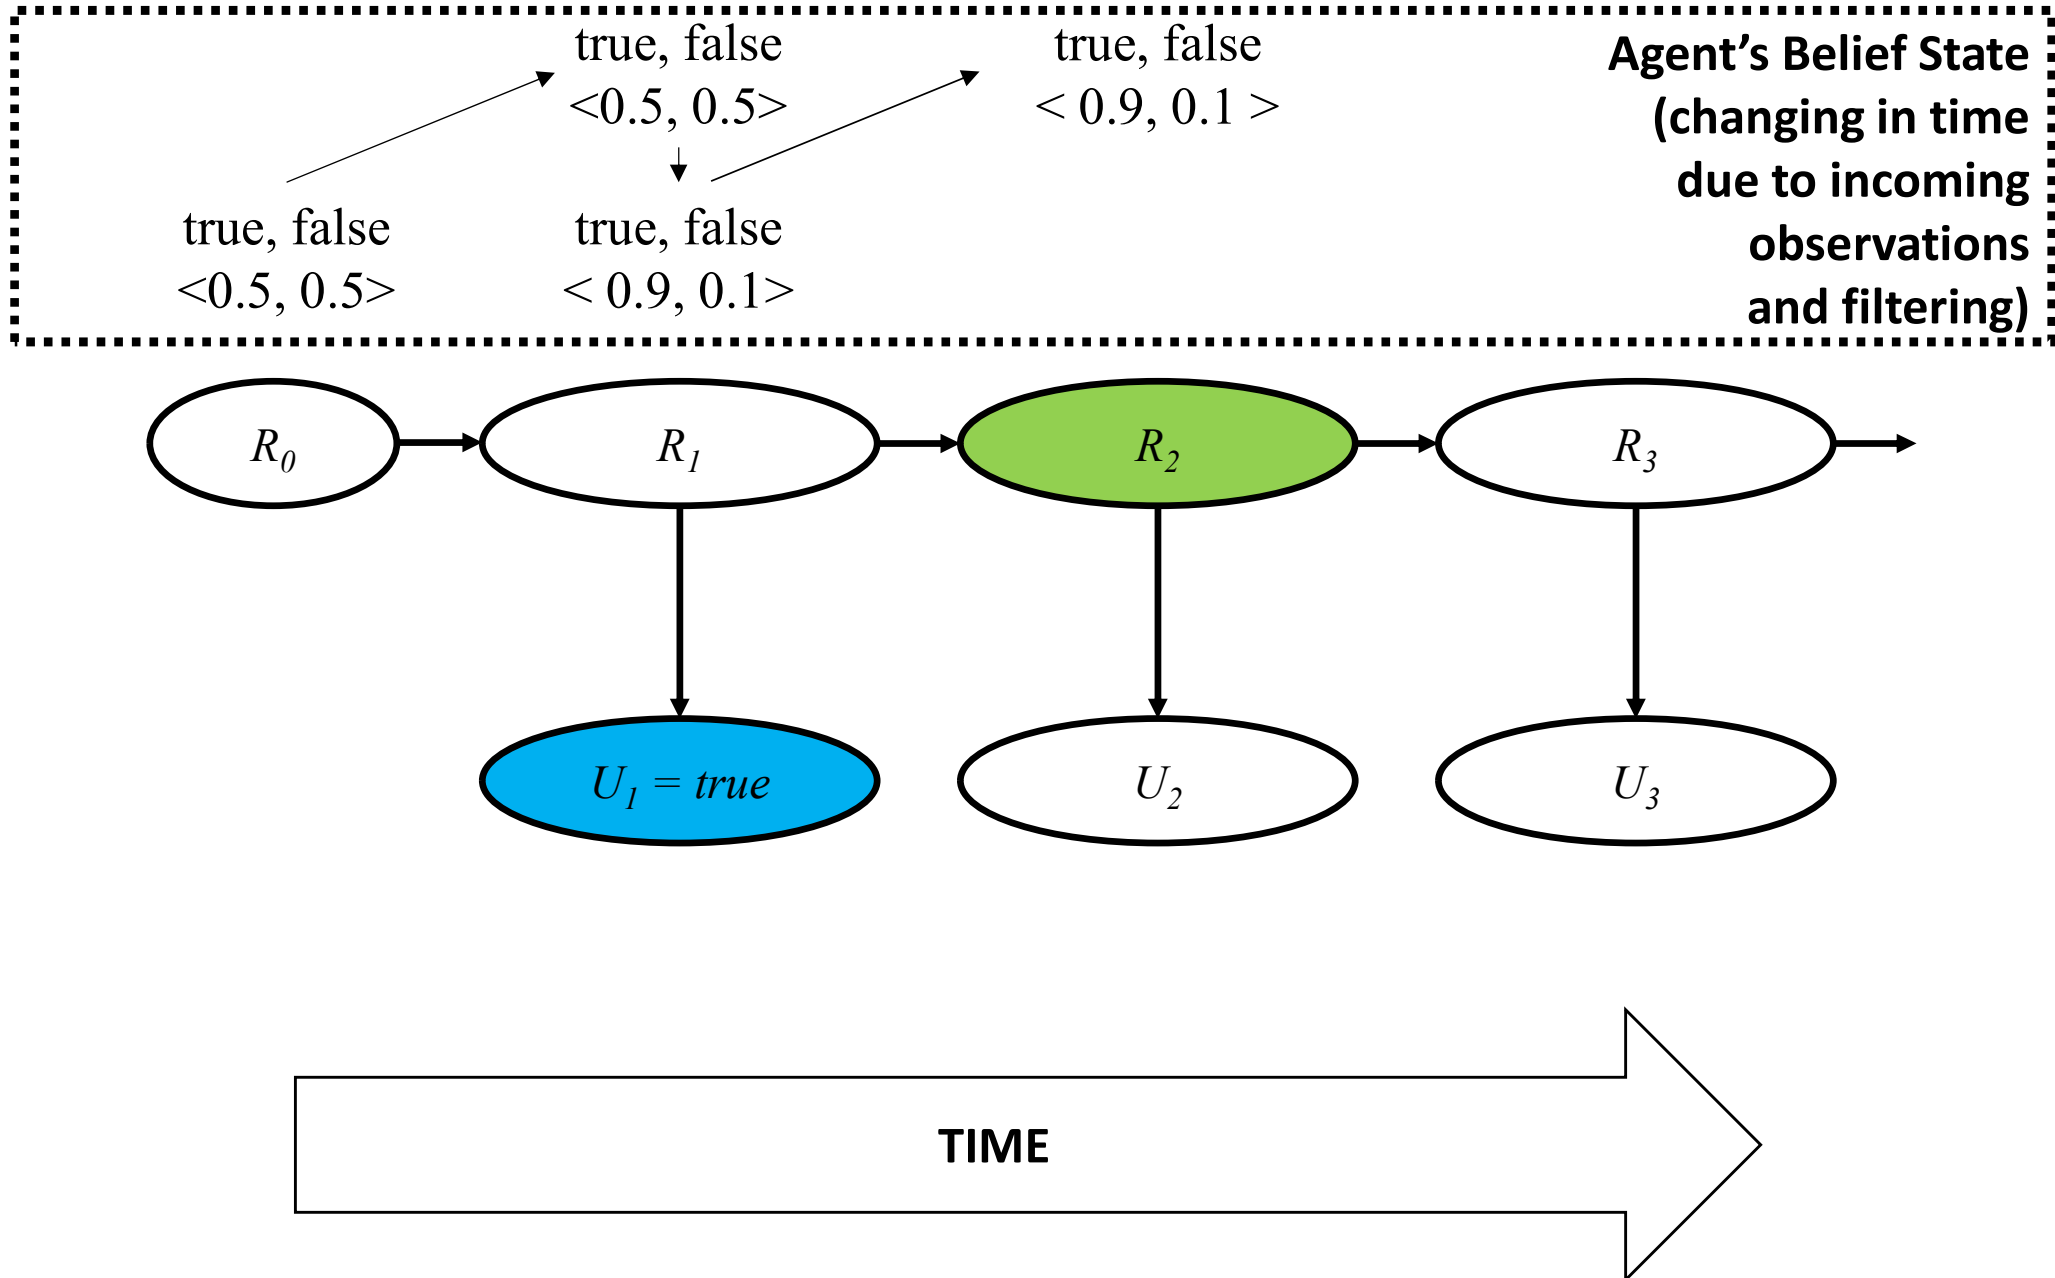 true, false
<0.5, 0.5>
true, false
< 0.9, 0.1 >
true, false
<0.5, 0.5>
true, false
< 0.9, 0.1>
Agent’s Belief State
(changing in time
due to incoming
observations
and filtering)
R0
R1
R2
R3
U1 = true
U2
U3
TIME